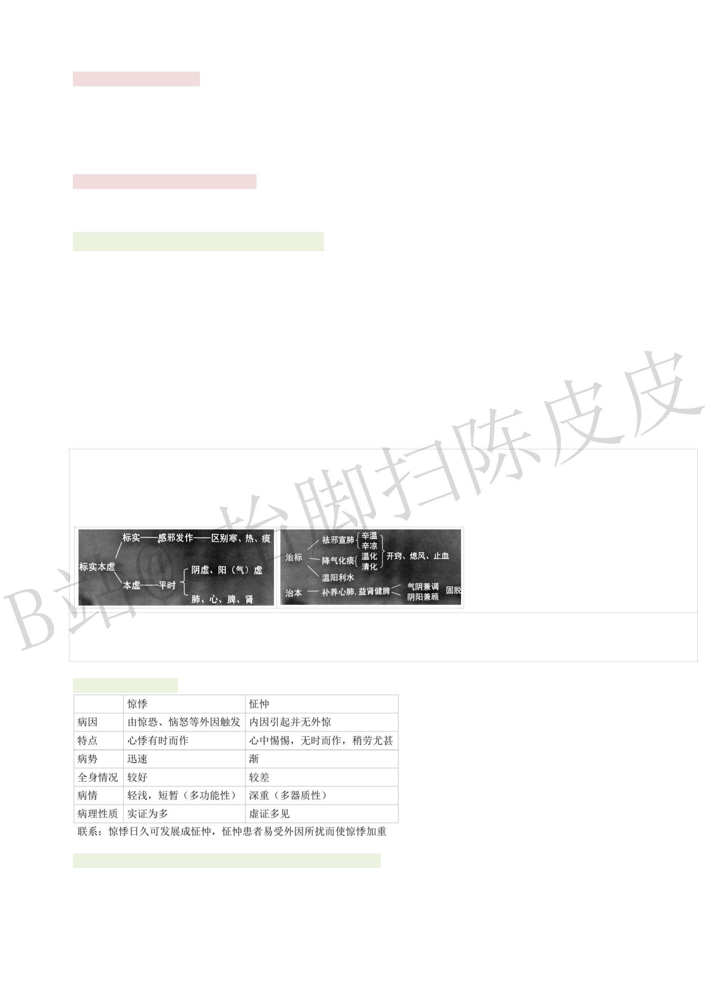 标实——感邪发作——区别寒、热、痰
标实本虚
阴虚、阳（气）虚
本虚——平时
肺、心、脾、肾
祛邪宣肺 辛温
辛凉
治标 降气化痰 温化
清化
开窍、熄风、止血
温阳利水
治本 —— 补养心肺,益肾健脾 气阴兼调
阴阳兼顾
固脱
惊悸 怔忡
病因 由惊恐、恼怒等外因触发 内因引起并无外惊
特点 心悸有时而作 心中惕惕，无时而作，稍劳尤甚
病势 迅速 渐
全身情况 较好 较差
病情 轻浅，短暂（多功能性） 深重（多器质性）
病理性质 实证为多 虚证多见
联系：惊悸日久可发展成怔忡，怔忡患者易受外因所扰而使惊悸加重
B站@抬脚扫陈皮皮